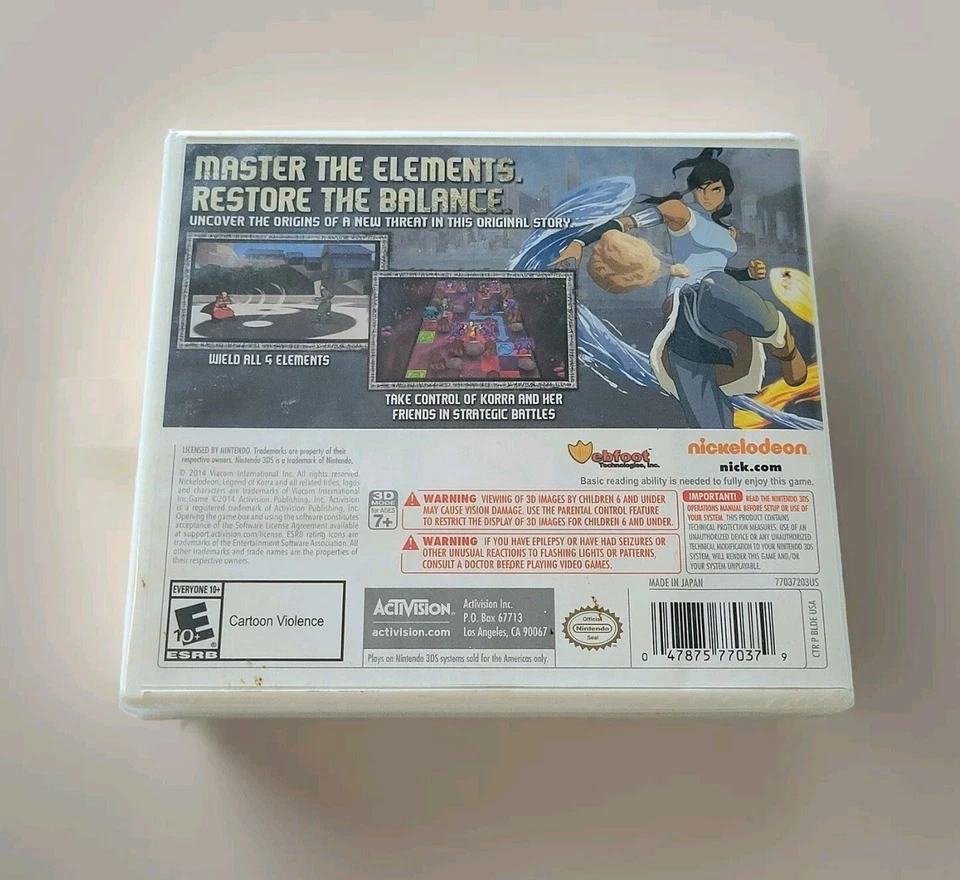 MASTER THE ELEMENTS.
RESTORE THE BALANCE.
UNCOVER THE ORIGINS OF A NEW THREAT IN THIS ORIGINAL STORY.
WIELD ALL 4 ELEMENTS
TAKE CONTROL OF KORRA AND HER
FRIENDS IN STRATEGIC BATTLES
LICENSED BY NINTENDO. Trademarks are property of their
respective owners. Nintendo 3DS is a trademark of Nintendo.
© 2014 Viacom International Inc. All rights reserved.
Nickelodeon, Legend of Korra and all related titles, logos
and characters are trademarks of Viacom International
Inc.Game ©2014 Activision Publishing, Inc. Activision
is a registered trademark of Activision Publishing, Inc.
Opening the game box and using the software constitutes
acceptance of the Software License Agreement available
at support.activision.com/license. ESRB rating icons are
trademarks of the Entertainment Software Association. All
other trademarks and trade names are the properties of
their respective owners.
Webfoot
Technologies, Inc.
nickelodeon
nick.com
Basic reading ability is needed to fully enjoy this game.
3D
MODE
for AGES
7+
WARNING VIEWING OF 3D IMAGES BY CHILDREN 6 AND UNDER
MAY CAUSE VISION DAMAGE. USE THE PARENTAL CONTROL FEATURE
TO RESTRICT THE DISPLAY OF 3D IMAGES FOR CHILDREN 6 AND UNDER.
WARNING IF YOU HAVE EPILEPSY OR HAVE HAD SEIZURES OR
OTHER UNUSUAL REACTIONS TO FLASHING LIGHTS OR PATTERNS,
CONSULT A DOCTOR BEFORE PLAYING VIDEO GAMES.
IMPORTANT! READ THE NINTENDO 3DS
OPERATIONS MANUAL BEFORE SETUP OR USE OF
YOUR SYSTEM. THIS PRODUCT CONTAINS
TECHNICAL PROTECTION MEASURES. USE OF AN
UNAUTHORIZED DEVICE OR ANY UNAUTHORIZED
TECHNICAL MODIFICATION TO YOUR NINTENDO 3DS
SYSTEM, WILL RENDER THIS GAME AND/OR
YOUR SYSTEM UNPLAYABLE.
MADE IN JAPAN
77037203US
EVERYONE 10+
E
10+
ESRB
Cartoon Violence
ACTIVISION.
activision.com
Activision Inc.
P.O. Box 67713
Los Angeles, CA 90067
Plays on Nintendo 3DS systems sold for the Americas only.
Official
Nintendo
Seal
0 47875 77037 9
CTR P BLDE USA